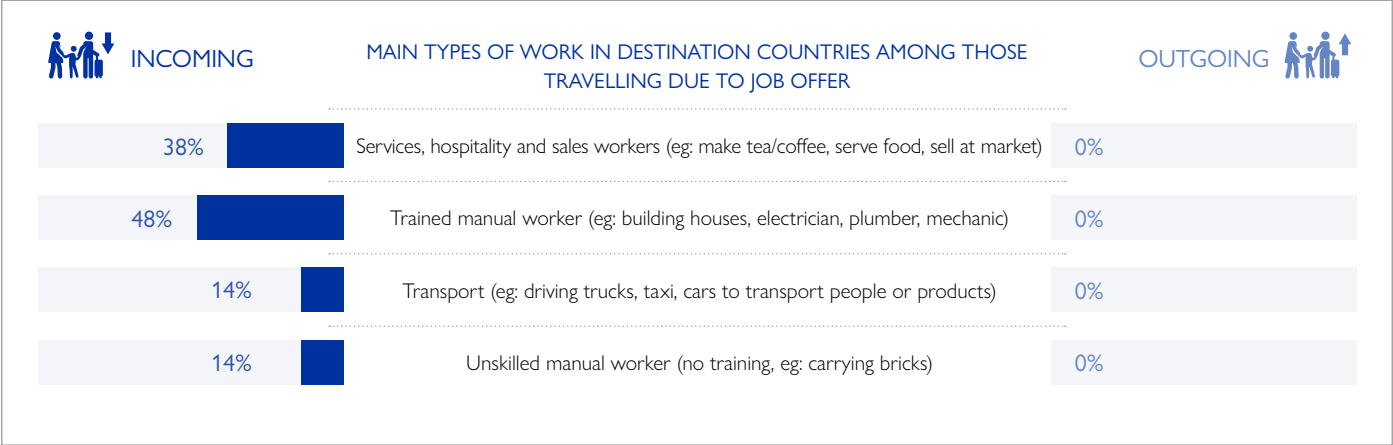 INCOMING
MAIN TYPES OF WORK IN DESTINATION COUNTRIES AMONG THOSE
TRAVELLING DUE TO JOB OFFER
OUTGOING
38%
Services, hospitality and sales workers (eg: make tea/coffee, serve food, sell at market)
0%
48%
Trained manual worker (eg: building houses, electrician, plumber, mechanic)
0%
14%
Transport (eg: driving trucks, taxi, cars to transport people or products)
0%
14%
Unskilled manual worker (no training, eg: carrying bricks)
0%